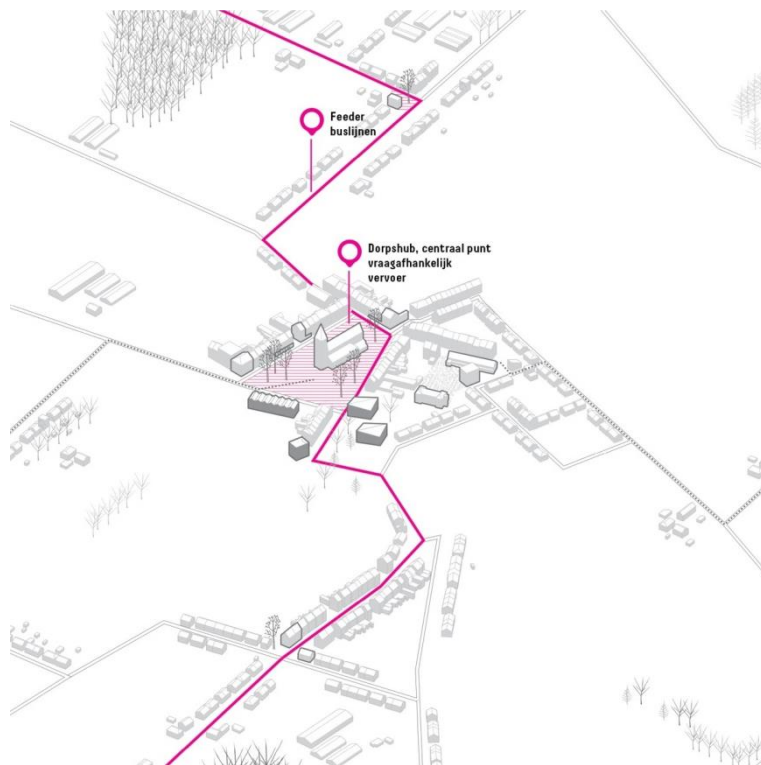 Feeder
buslijnen
Dorpshub, centraal punt
vraagafhankelijk
vervoer